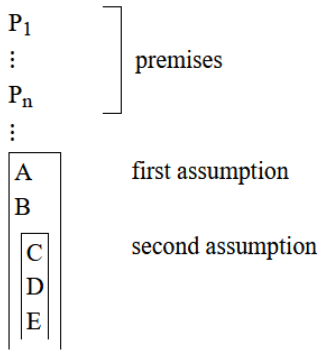 P₁
⋮ premises
Pₙ
⋮
A first assumption
B
C second assumption
D
E